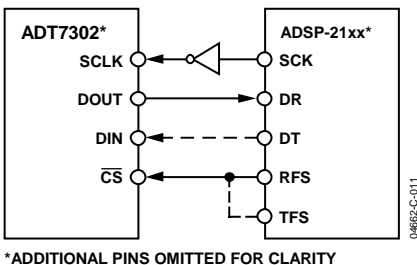 ADT7302*
ADSP-21xx*
SCLK
SCK
DOUT
DR
DIN
DT
CS
RFS
TFS
04662-C-011
*ADDITIONAL PINS OMITTED FOR CLARITY